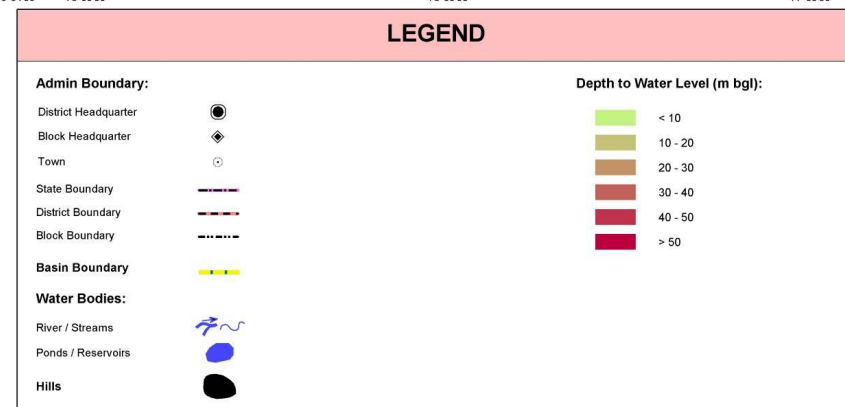 LEGEND
Admin Boundary:
District Headquarter
Block Headquarter
Town
State Boundary
District Boundary
Block Boundary
Basin Boundary
Water Bodies:
River / Streams
Ponds / Reservoirs
Hills
Depth to Water Level (m bgl):
< 10
10 - 20
20 - 30
30 - 40
40 - 50
> 50